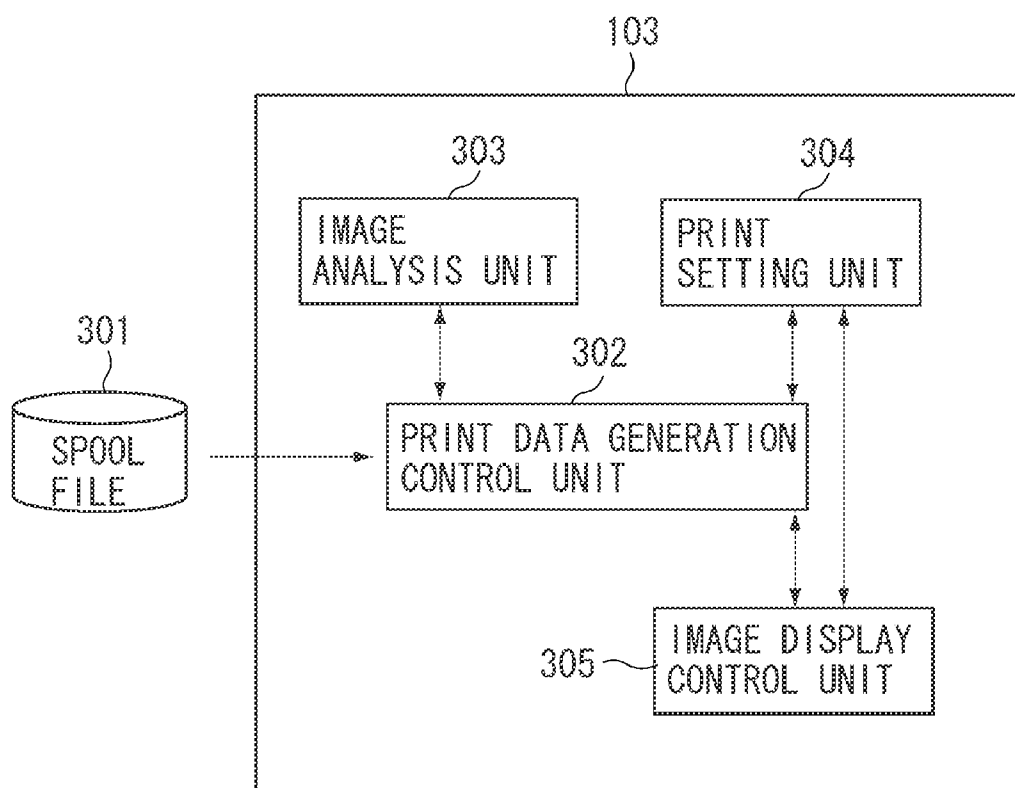 103
303
304
IMAGE
ANALYSIS UNIT
PRINT
SETTING UNIT
301
302
SPOOL
FILE
PRINT DATA GENERATION
CONTROL UNIT
305
IMAGE DISPLAY
CONTROL UNIT